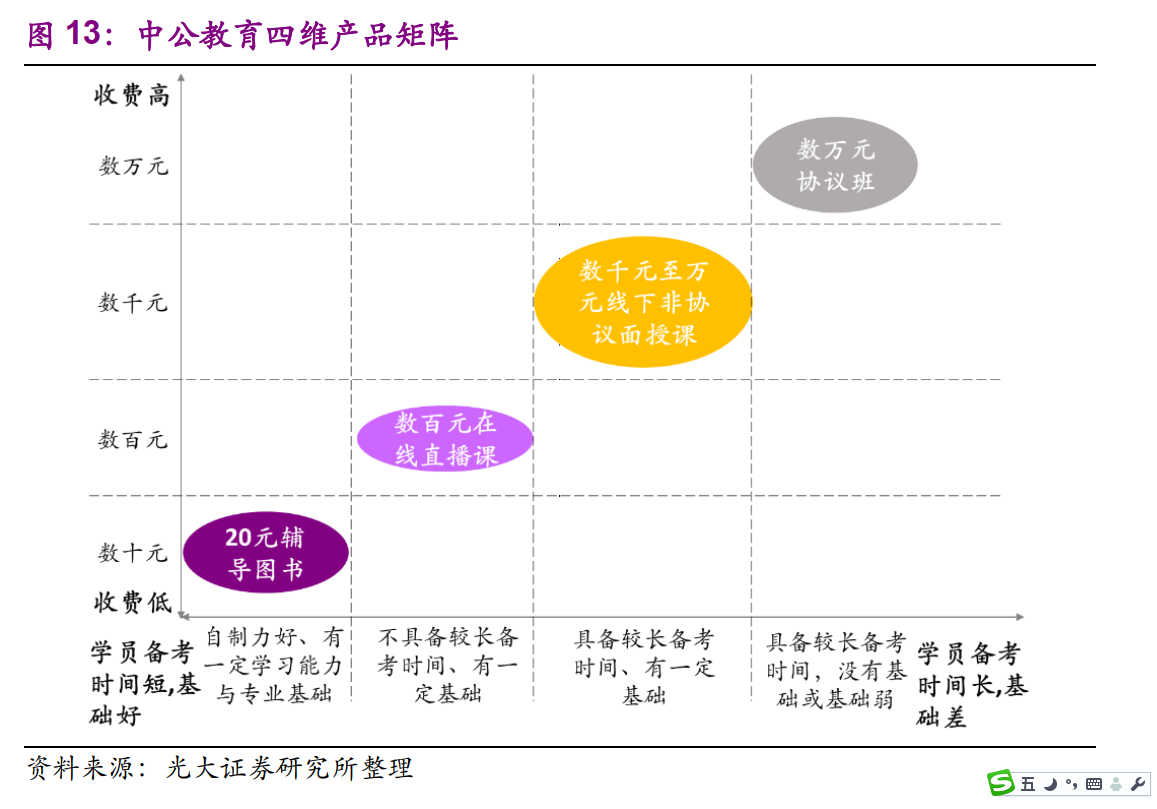 图 13：中公教育四维产品矩阵
收费高
数万元
数万元
协议班
数千元
数千元至万
元线下非协
议面授课
数百元
数百元在
线直播课
数十元
20元辅
导图书
收费低
学员备考
时间短,基
础好
自制力好、有
一定学习能力
与专业基础
不具备较长备
考时间、有一
定基础
具备较长备考
时间、有一定
基础
具备较长备考
时间，没有基
础或基础弱
学员备考
时间长,基
础差
资料来源：光大证券研究所整理
S 五